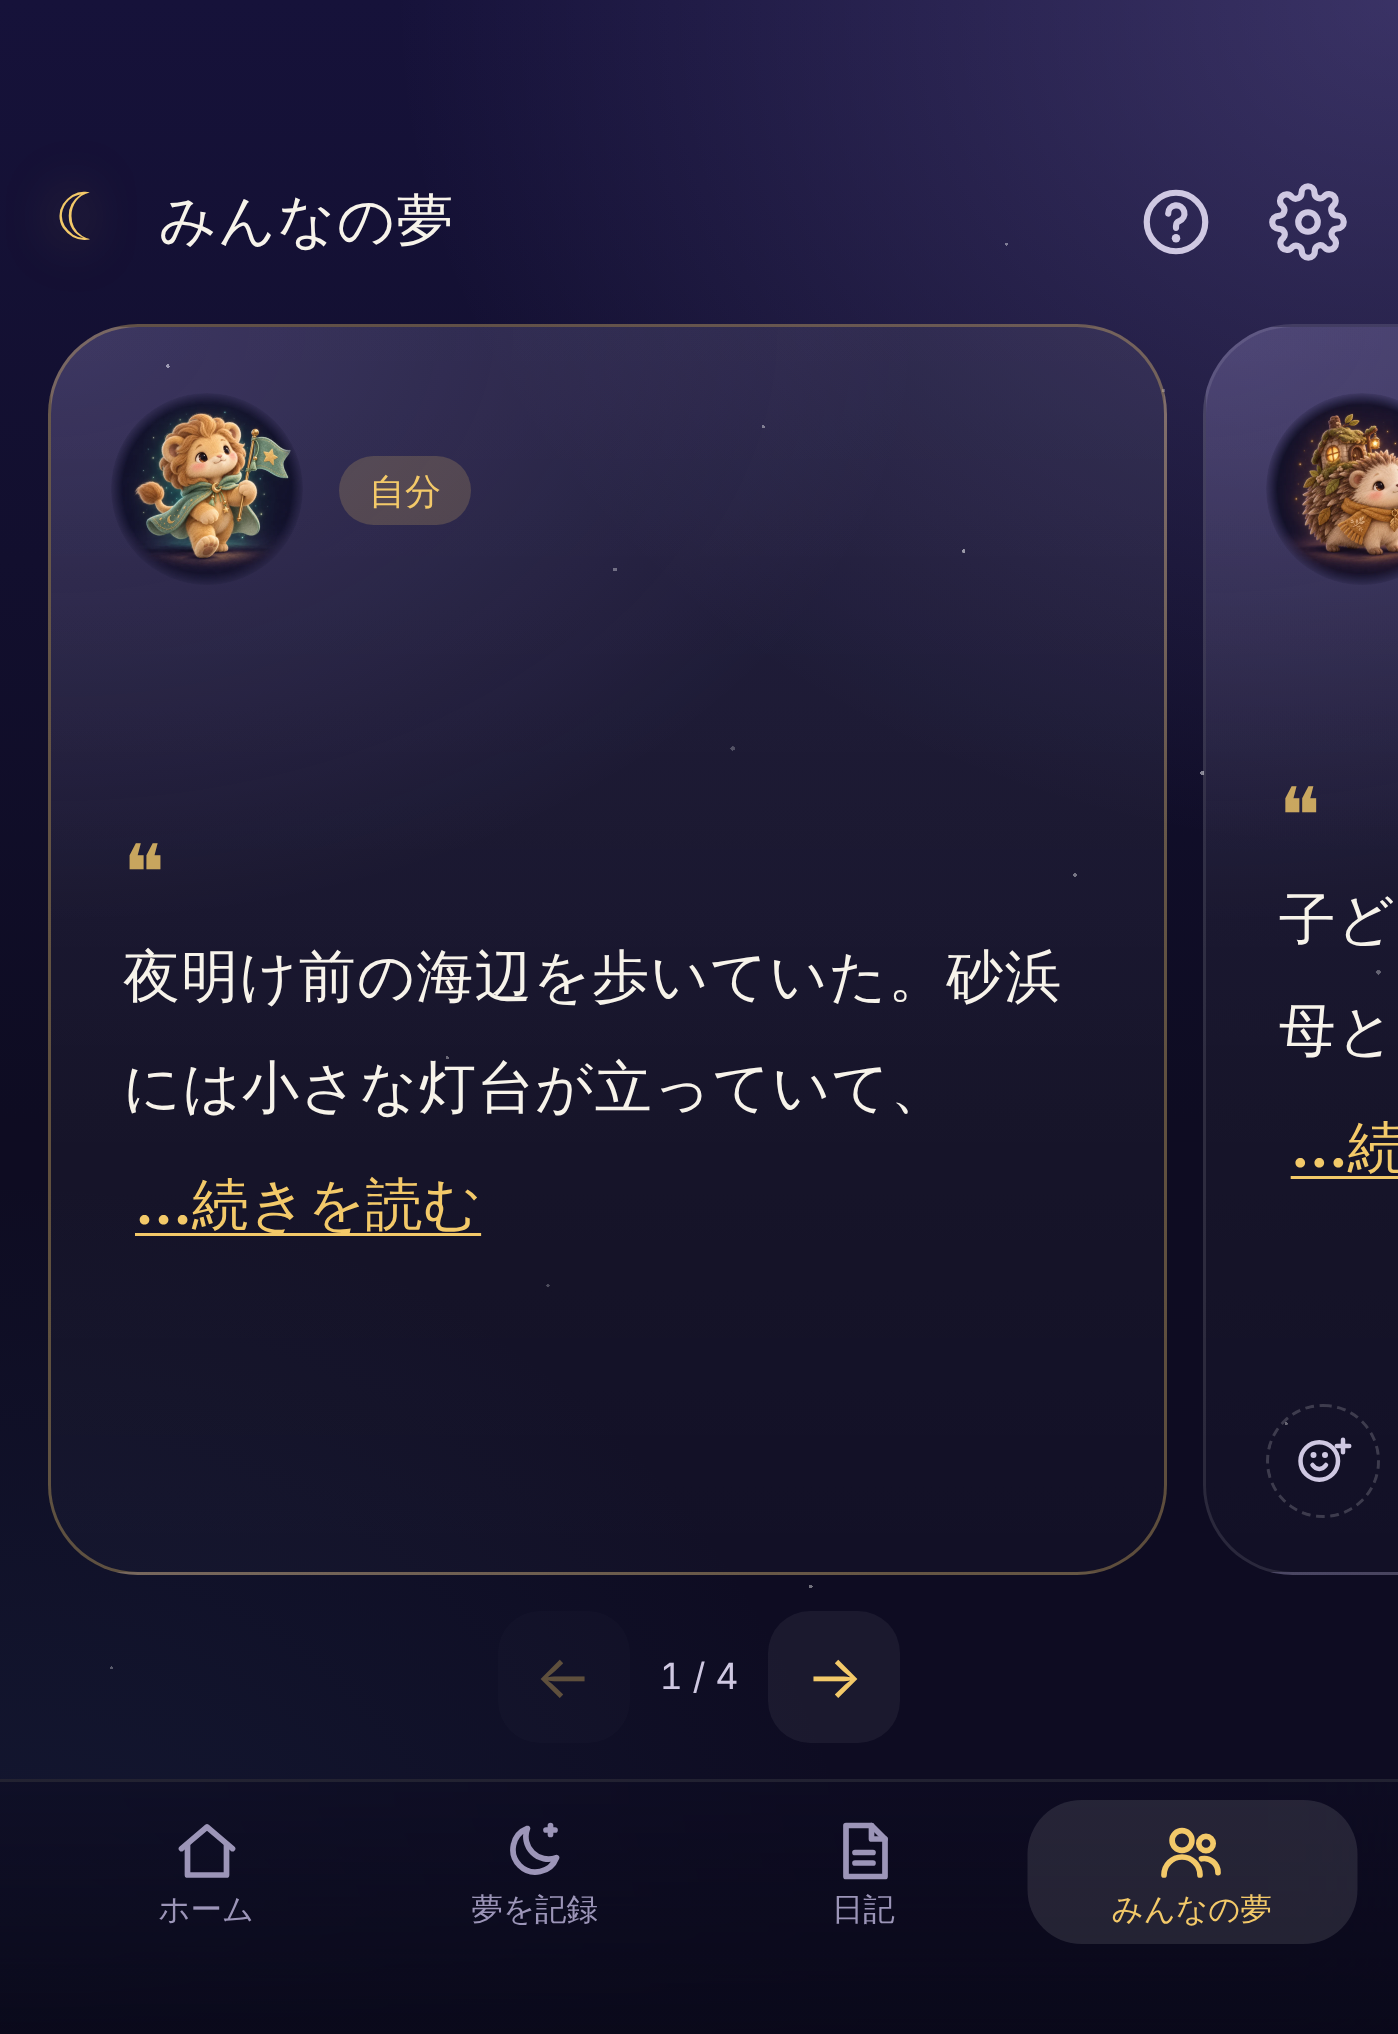 みんなの夢
自分
❝
夜明け前の海辺を歩いていた。砂浜
には小さな灯台が立っていて、
…続きを読む
❝
子ど
母と
…続
1 / 4
ホーム
夢を記録
日記
みんなの夢